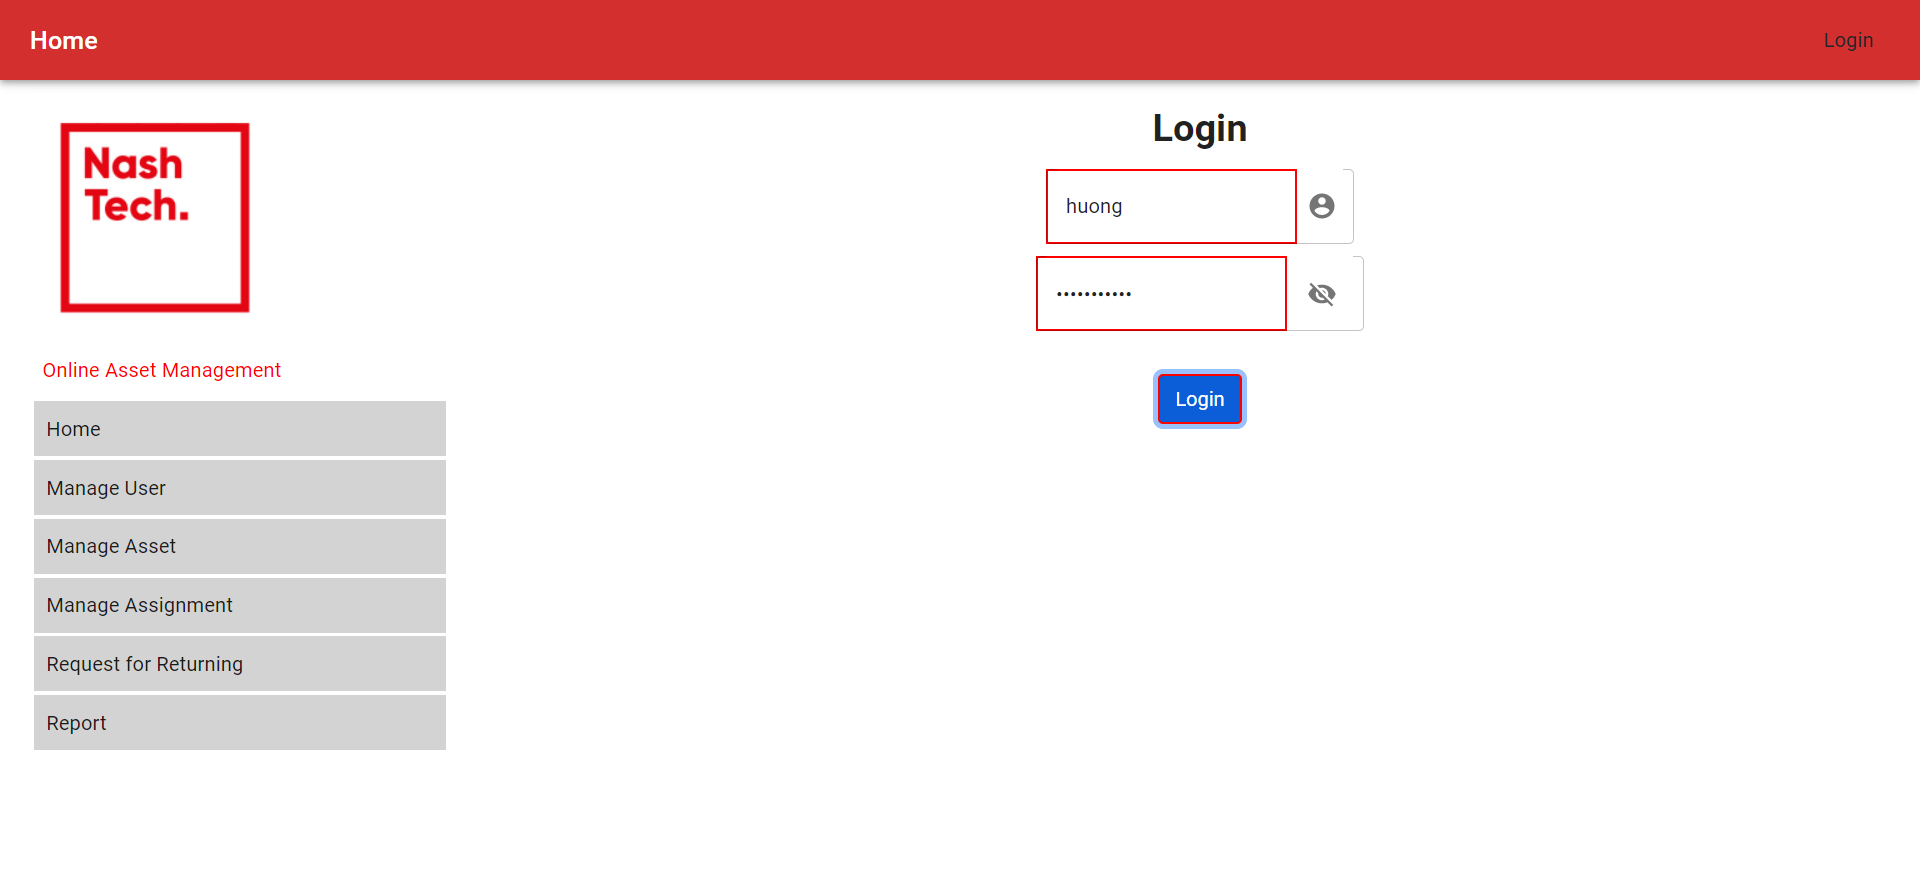 Home
Login
Nash
Tech.
Online Asset Management
Home
Manage User
Manage Asset
Manage Assignment
Request for Returning
Report
Login
huong
•••••••••••
Login